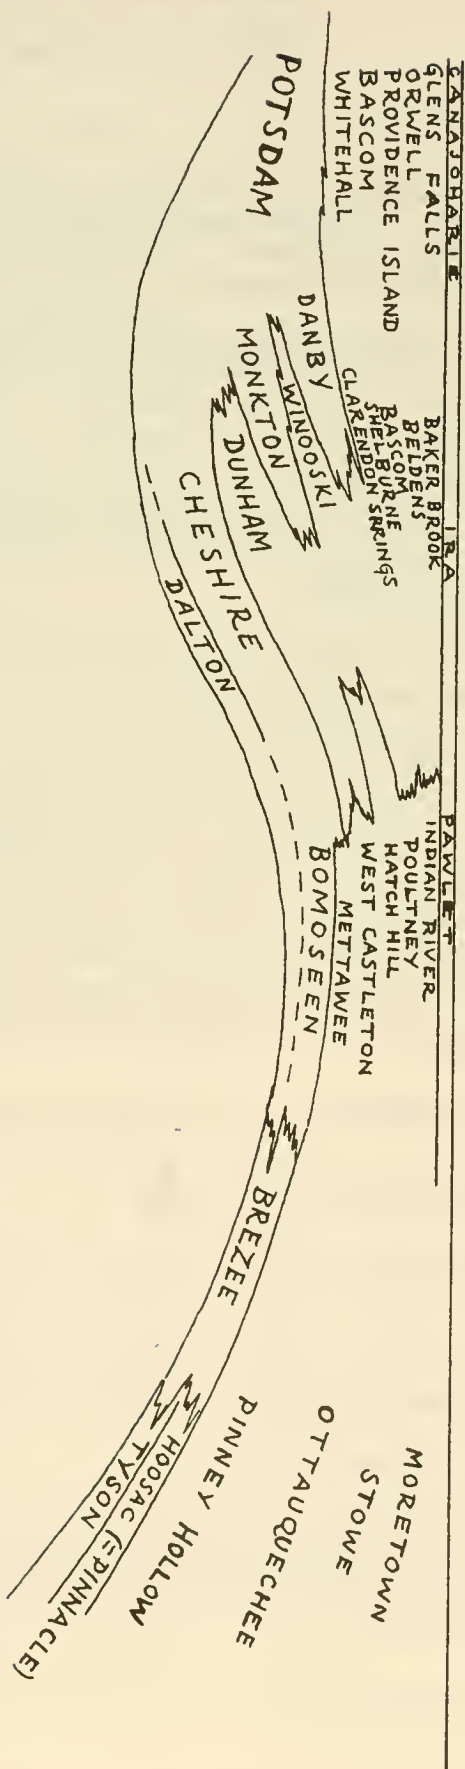 CANAJOHARIE
GLENS FALLS
ORWELL
PROVIDENCE ISLAND
BASCOM
WHITEHALL
POTSDAM
IRA
BAKER BROOK
BELDENS
BASCOM
SHELBURNE
CLARENDON SPRINGS
DANBY
WINOOSKI
MONKTON
DUNHAM
CHESHIRE
DALTON
PAWLET
INDIAN RIVER
POULTNEY
HATCH HILL
WEST CASTLETON
METTAWEE
BOMOSEEN
BREZEE
MORETOWN
STOWE
OTTAUQUECHEE
PINNEY HOLLOW
HOOSAC (=PINNACLE)
TYSON